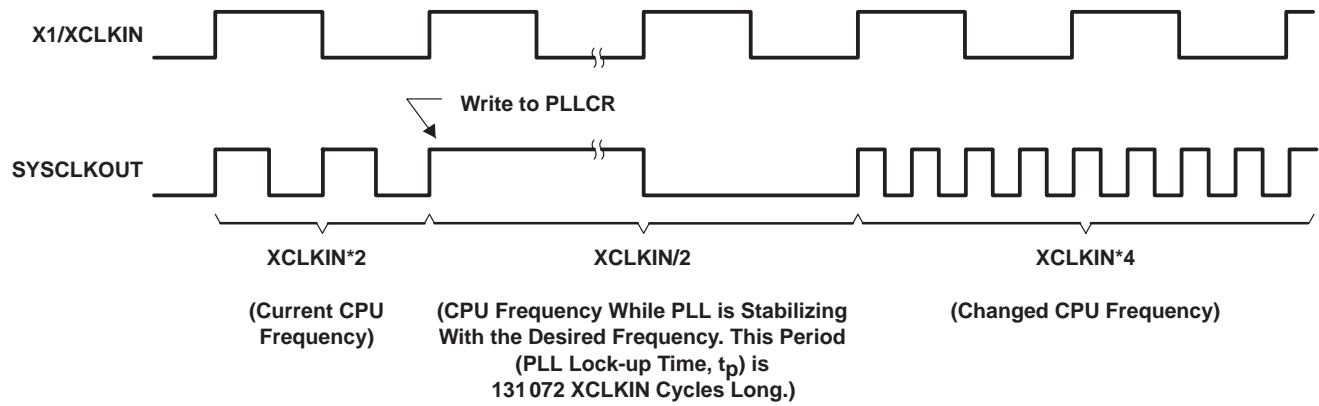 X1/XCLKIN
Write to PLLCR
SYSCLKOUT
XCLKIN*2
XCLKIN/2
XCLKIN*4
(Current CPU
Frequency)
(CPU Frequency While PLL is Stabilizing
With the Desired Frequency. This Period
(PLL Lock-up Time, tp) is
131 072 XCLKIN Cycles Long.)
(Changed CPU Frequency)